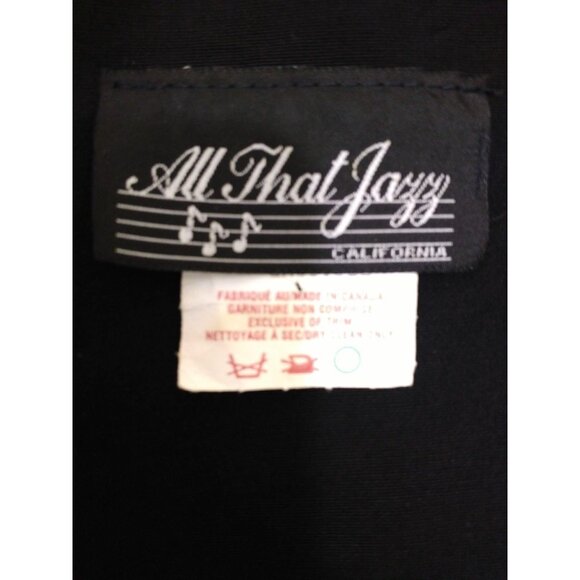 All That Jazz
CALIFORNIA
FABRIQUÉ AU/MADE IN CANADA
GARNITURE NON COMPRISE
EXCLUSIVE OF TRIM
NETTOYAGE À SEC/DRY CLEAN ONLY